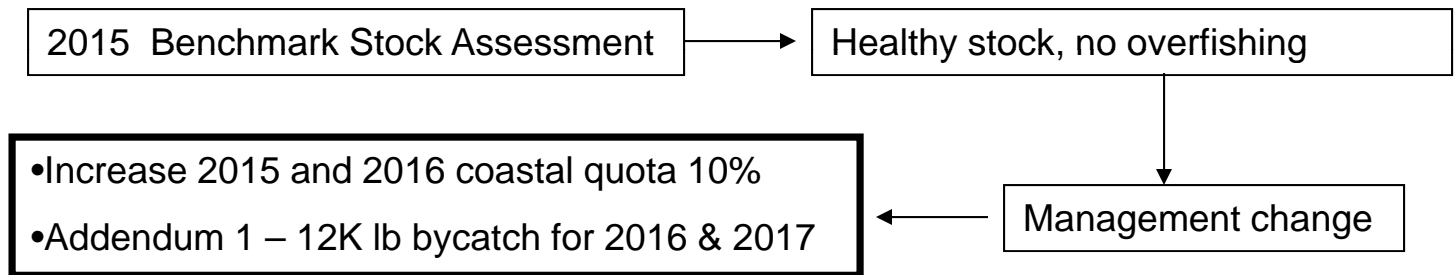 2015 Benchmark Stock Assessment
Healthy stock, no overfishing
•Increase 2015 and 2016 coastal quota 10%
•Addendum 1 – 12K lb bycatch for 2016 & 2017
Management change